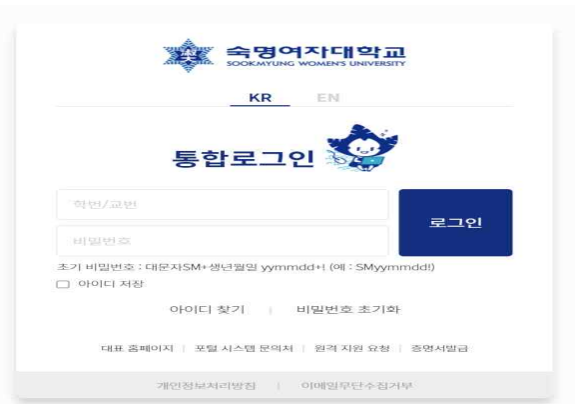 숙명여자대학교
SOOKMYUNG WOMEN'S UNIVERSITY
KR EN
통합로그인
학번/교번
비밀번호
로그인
초기 비밀번호 : 대문자SM+생년월일 yymmdd+! (예 : SMyymmdd!)
아이디 저장
아이디 찾기 | 비밀번호 초기화
대표 홈페이지 | 포털 시스템 문의처 | 원격 지원 요청 | 증명서발급
개인정보처리방침 | 이메일무단수집거부